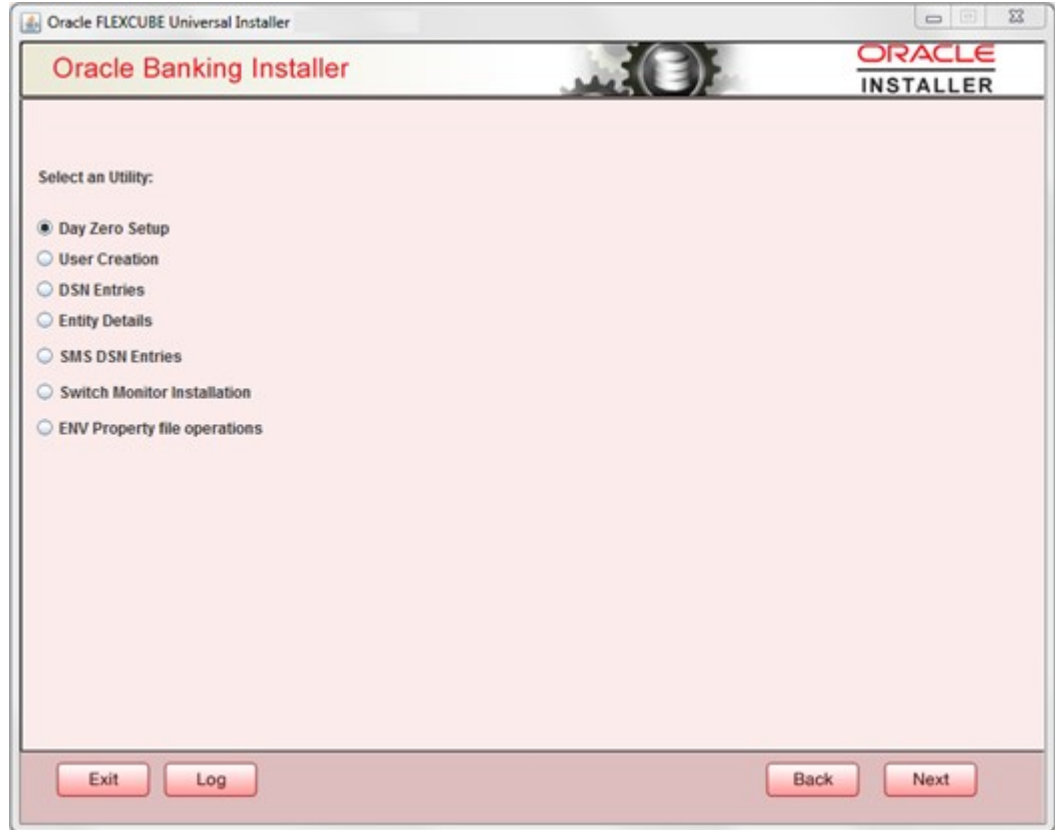 Oracle FLEXCUBE Universal Installer
Oracle Banking Installer
ORACLE
INSTALLER
Select an Utility:
Day Zero Setup
User Creation
DSN Entries
Entity Details
SMS DSN Entries
Switch Monitor Installation
ENV Property file operations
Exit
Log
Back
Next